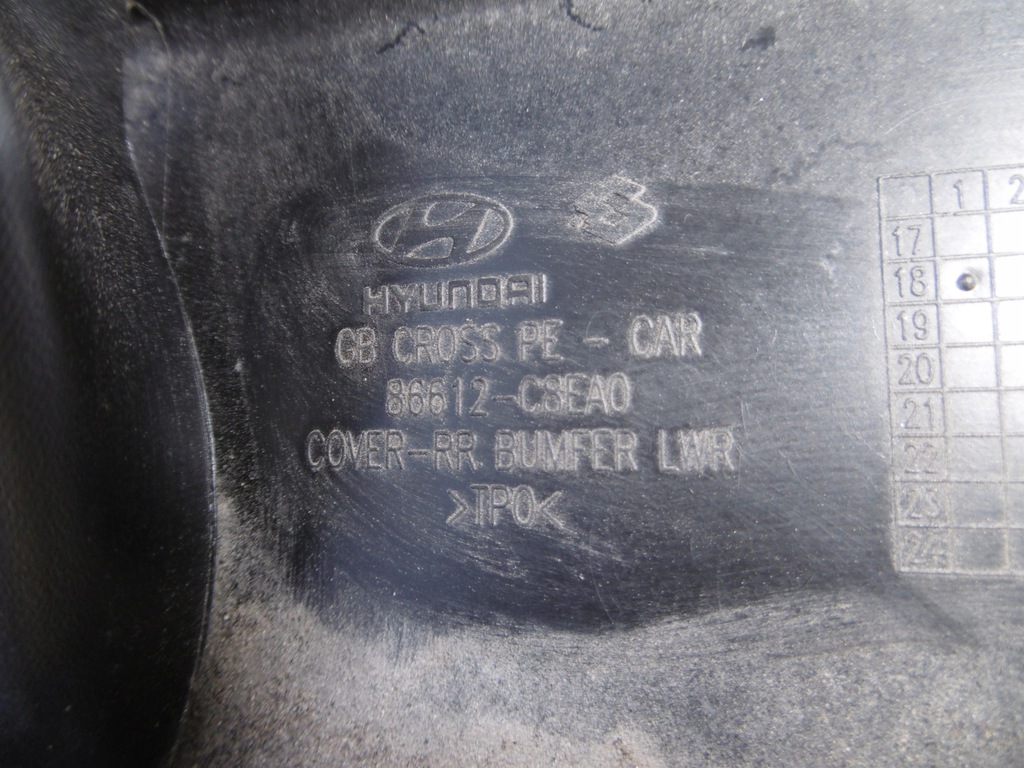 HYUNDAI
GB CROSS PE - CAR
86612-C8EA0
COVER-RR BUMFER LWR
>TPO<
1 2
17
18
19
20
21
22
23
24